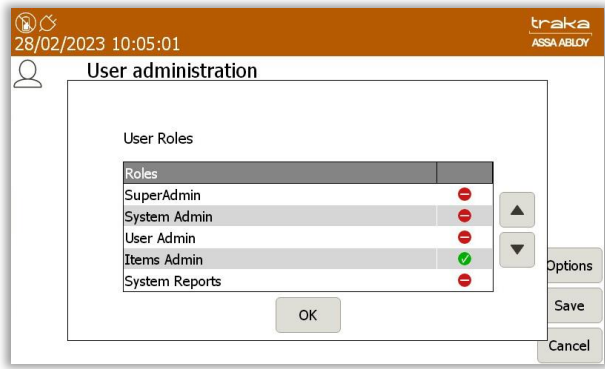 traka
28/02/2023 10:05:01
ASSA ABLOY
User administration
User Roles
Roles
SuperAdmin
System Admin
User Admin
Items Admin
System Reports
Options
OK
Save
Cancel